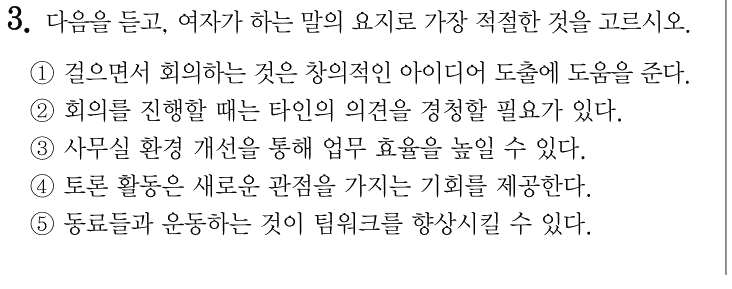 3. 다음을 듣고, 여자가 하는 말의 요지로 가장 적절한 것을 고르시오.
① 걸으면서 회의하는 것은 창의적인 아이디어 도출에 도움을 준다.
② 회의를 진행할 때는 타인의 의견을 경청할 필요가 있다.
③ 사무실 환경 개선을 통해 업무 효율을 높일 수 있다.
④ 토론 활동은 새로운 관점을 가지는 기회를 제공한다.
⑤ 동료들과 운동하는 것이 팀워크를 향상시킬 수 있다.